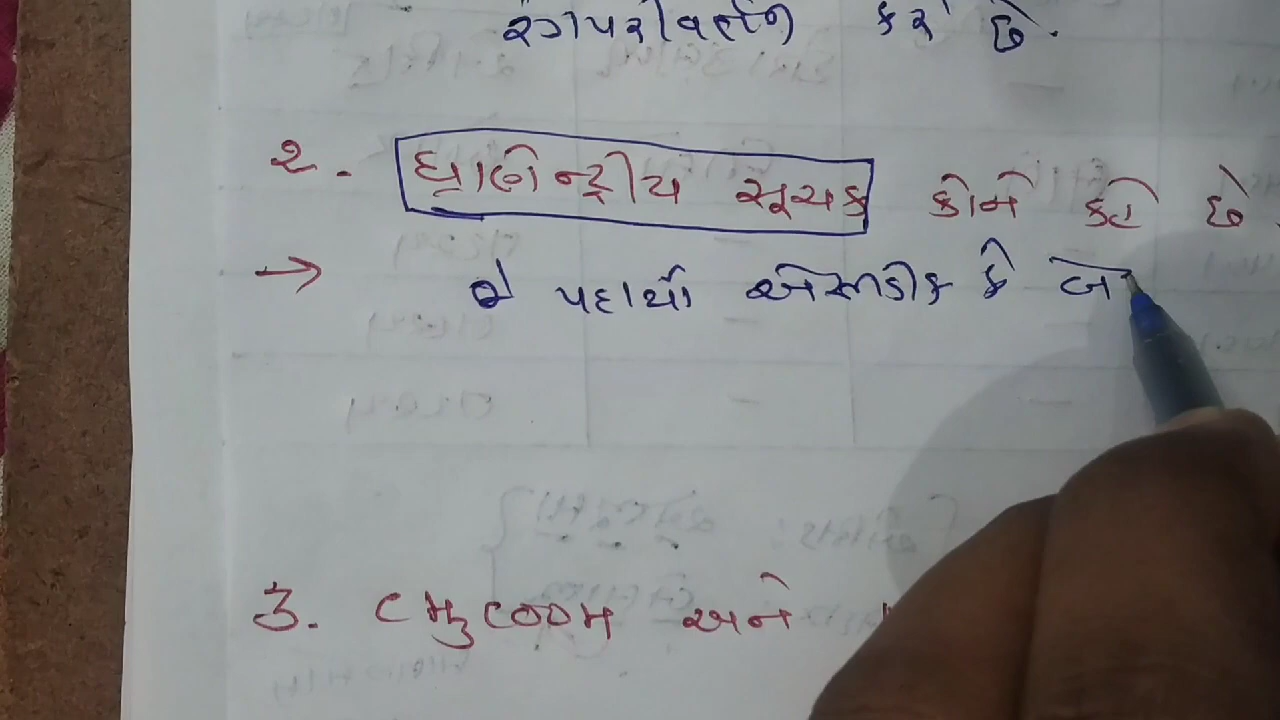 રંગપરીવર્તન કરે છે.
૨. ઘ્રાણેન્દ્રીય સૂચક કોને કહે છે.
→ જે પદાર્થો એસીડીક કે
3. CH3COOH અને